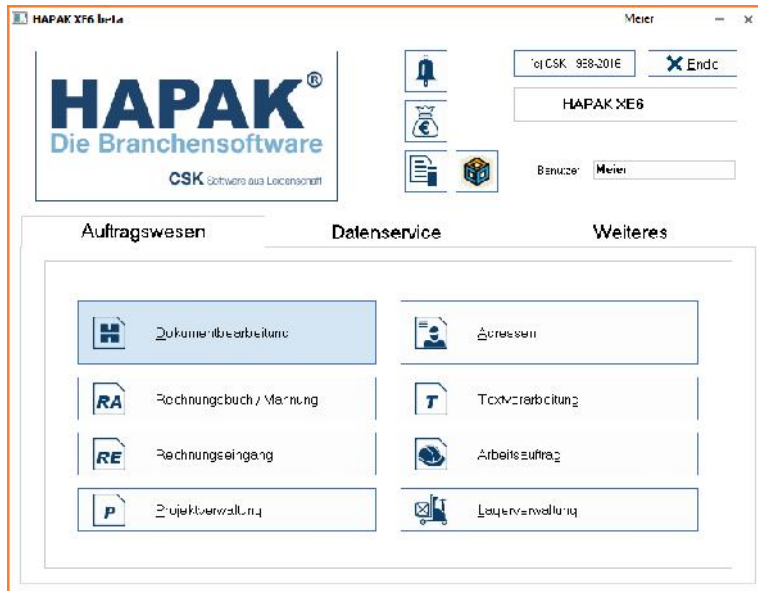 HAPAK XE6 beta
Meier
HAPAK®
Die Branchensoftware
CSK Software aus Leidenschaft
(c) CSK 1988-2016
Ende
HAPAK XE6
Benutzer Meier
Auftragswesen Datenservice Weiteres
Dokumentbearbeitung Adressen
RA Rechnungsbuch / Mahnung T Textverarbeitung
RE Rechnungseingang Arbeitsauftrag
P Projektverwaltung Lagerverwaltung